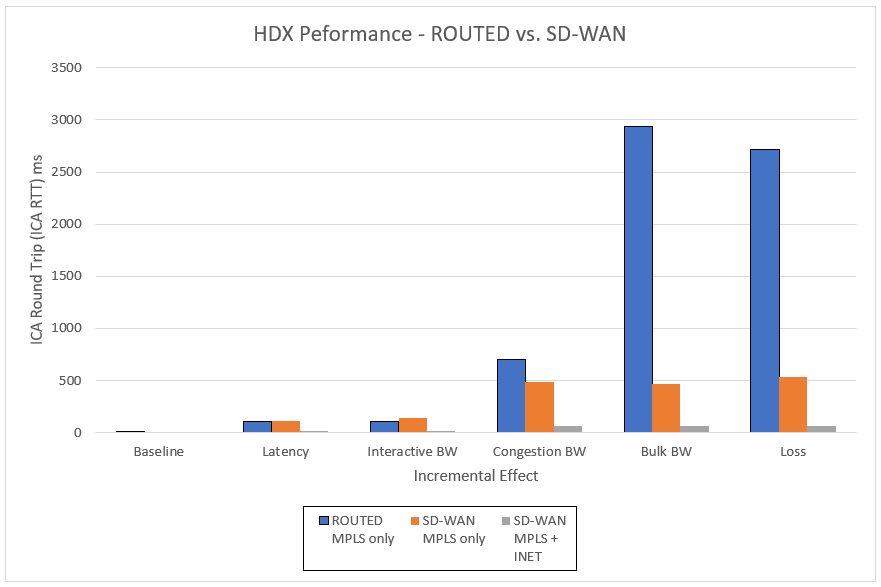 HDX Peformance - ROUTED vs. SD-WAN
3500
3000
2500
2000
1500
1000
500
0
ICA Round Trip (ICA RTT) ms
Baseline
Latency
Interactive BW
Congestion BW
Bulk BW
Loss
Incremental Effect
ROUTED
MPLS only
SD-WAN
MPLS only
SD-WAN
MPLS +
INET